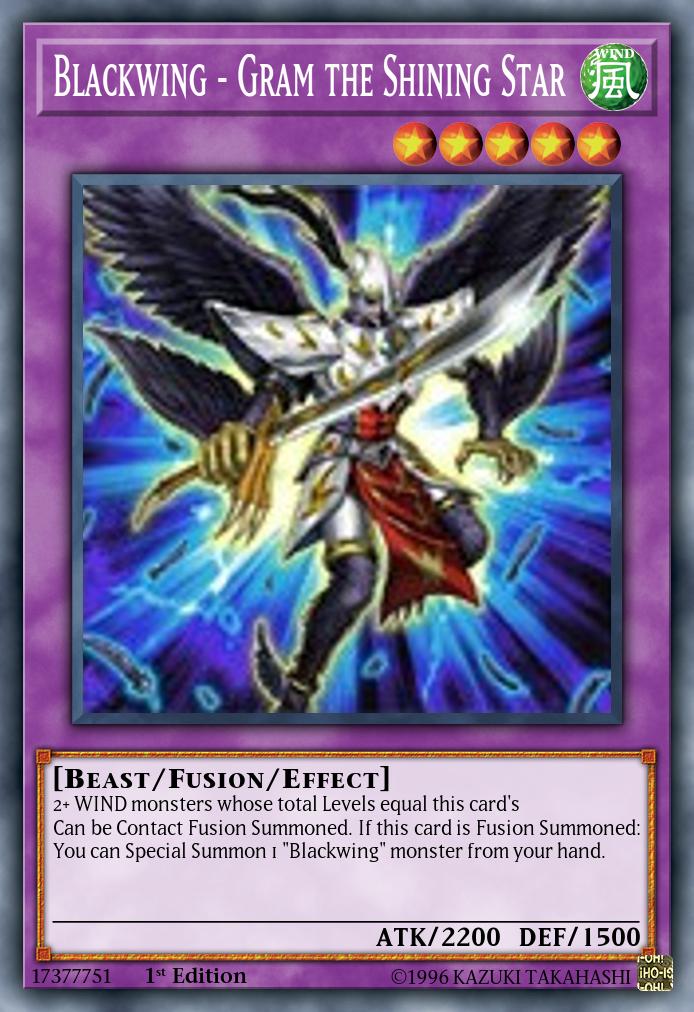 BLACKWING - GRAM THE SHINING STAR
WIND
風
[BEAST/FUSION/EFFECT]
2+ WIND monsters whose total Levels equal this card's
Can be Contact Fusion Summoned. If this card is Fusion Summoned:
You can Special Summon 1 "Blackwing" monster from your hand.
ATK/2200 DEF/1500
17377751 1st Edition ©1996 KAZUKI TAKAHASHI